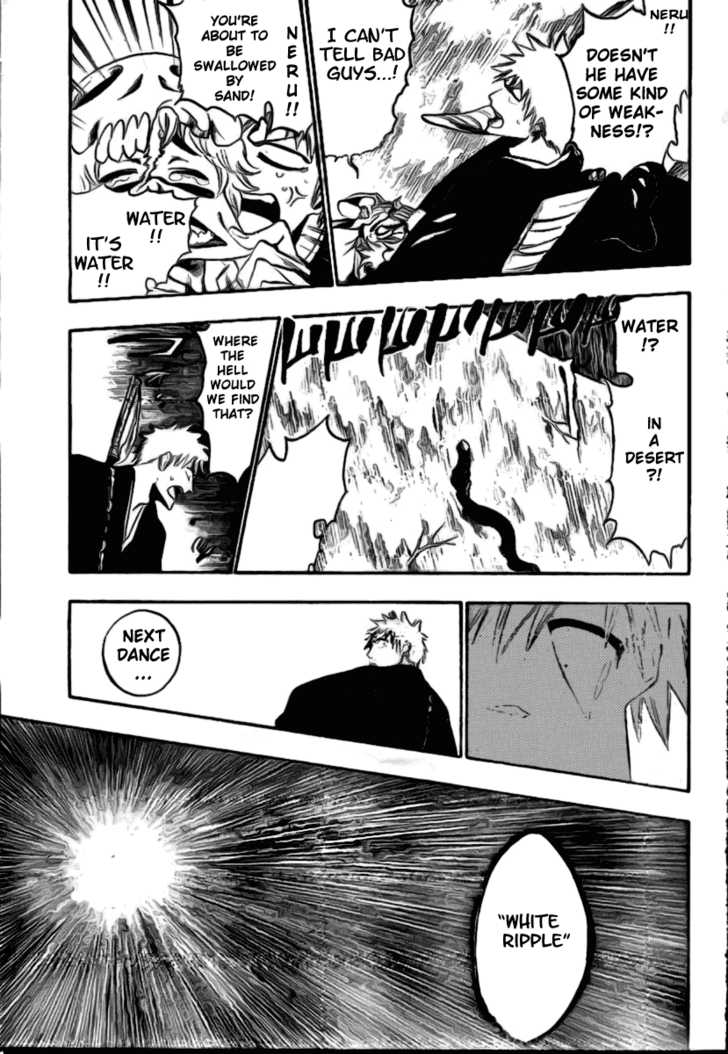 NERU
!!
DOESN'T
HE HAVE
SOME KIND
OF WEAK-
NESS!?
I CAN'T
TELL BAD
GUYS...!
N
E
R
U
!!
YOU'RE
ABOUT TO
BE
SWALLOWED
BY
SAND!
WATER
!!
IT'S
WATER
!!
WATER
!?
IN
A
DESERT
?!
WHERE
THE
HELL
WOULD
WE FIND
THAT?
NEXT
DANCE
...
"WHITE
RIPPLE"